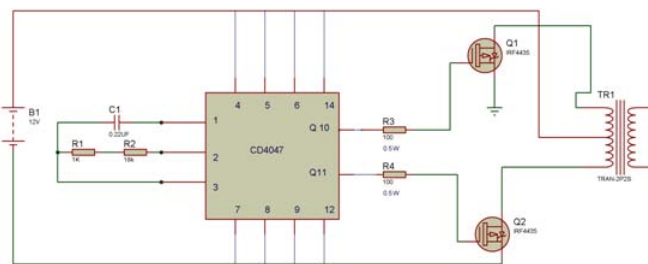 Q1
IRF4435
TR1
B1
12V
C1
0.22UF
4 5 6 14
1
Q 10
R3
100
0.5W
R1
1K
R2
18k
2
CD4047
3
Q11
R4
100
0.5W
TRAN-2P2S
7 8 9 12
Q2
IRF4435